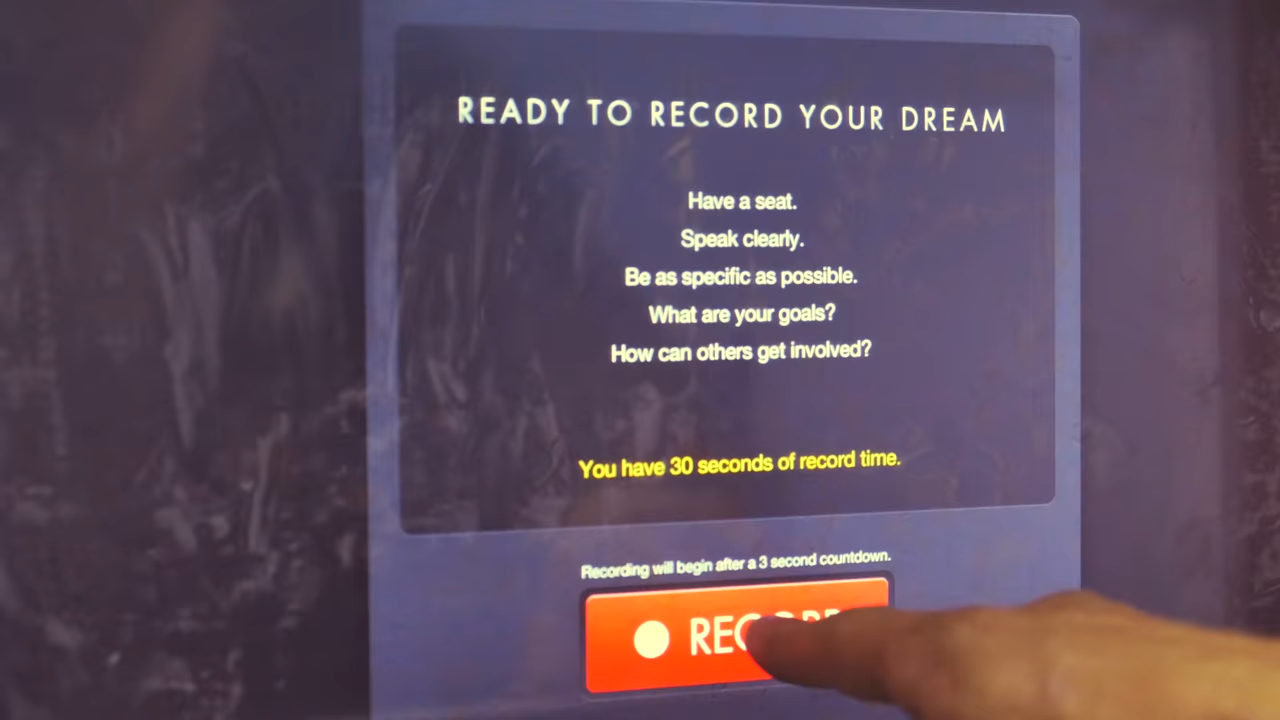 READY TO RECORD YOUR DREAM
Have a seat.
Speak clearly.
Be as specific as possible.
What are your goals?
How can others get involved?
You have 30 seconds of record time.
Recording will begin after a 3 second countdown.
RECORD